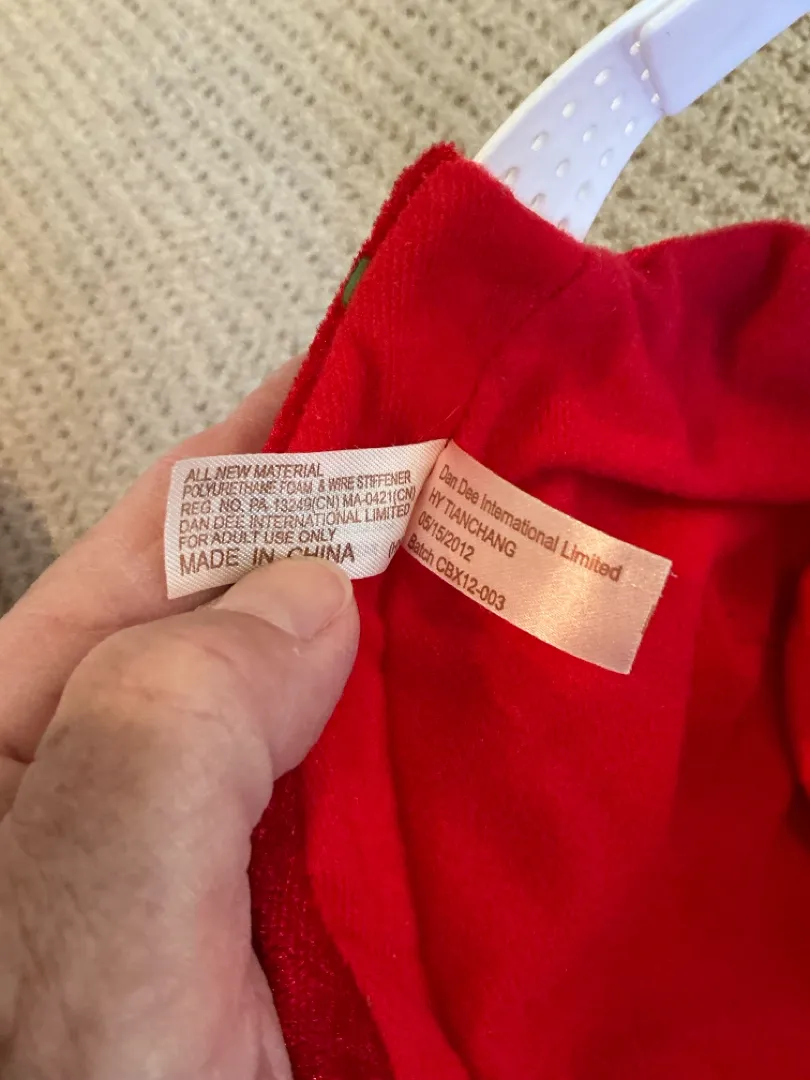 ALL NEW MATERIAL
POLYURETHANE FOAM & WIRE STIFFENER
REG. NO. PA-13249(CN) MA-0421(CN)
DAN DEE INTERNATIONAL LIMITED
FOR ADULT USE ONLY
MADE IN CHINA
Dan Dee International Limited
HY TIANCHANG
05/15/2012
Batch CBX12-003